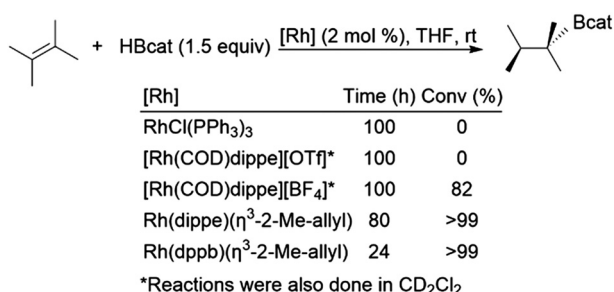 + HBcat (1.5 equiv) [Rh] (2 mol %), THF, rt Bcat
[Rh] Time (h) Conv (%)
RhCl(PPh₃)₃ 100 0
[Rh(COD)dippe][OTf]* 100 0
[Rh(COD)dippe][BF₄]* 100 82
Rh(dippe)(η³-2-Me-allyl) 80 >99
Rh(dppb)(η³-2-Me-allyl) 24 >99
*Reactions were also done in CD₂Cl₂